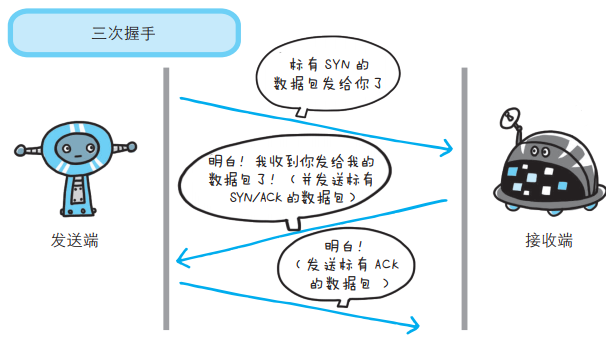 三次握手
标有 SYN 的
数据包发给你了
明白！我收到你发给我的
数据包了！（并发送标有
SYN/ACK 的数据包）
明白！
（发送标有 ACK
的数据包 ）
发送端
接收端